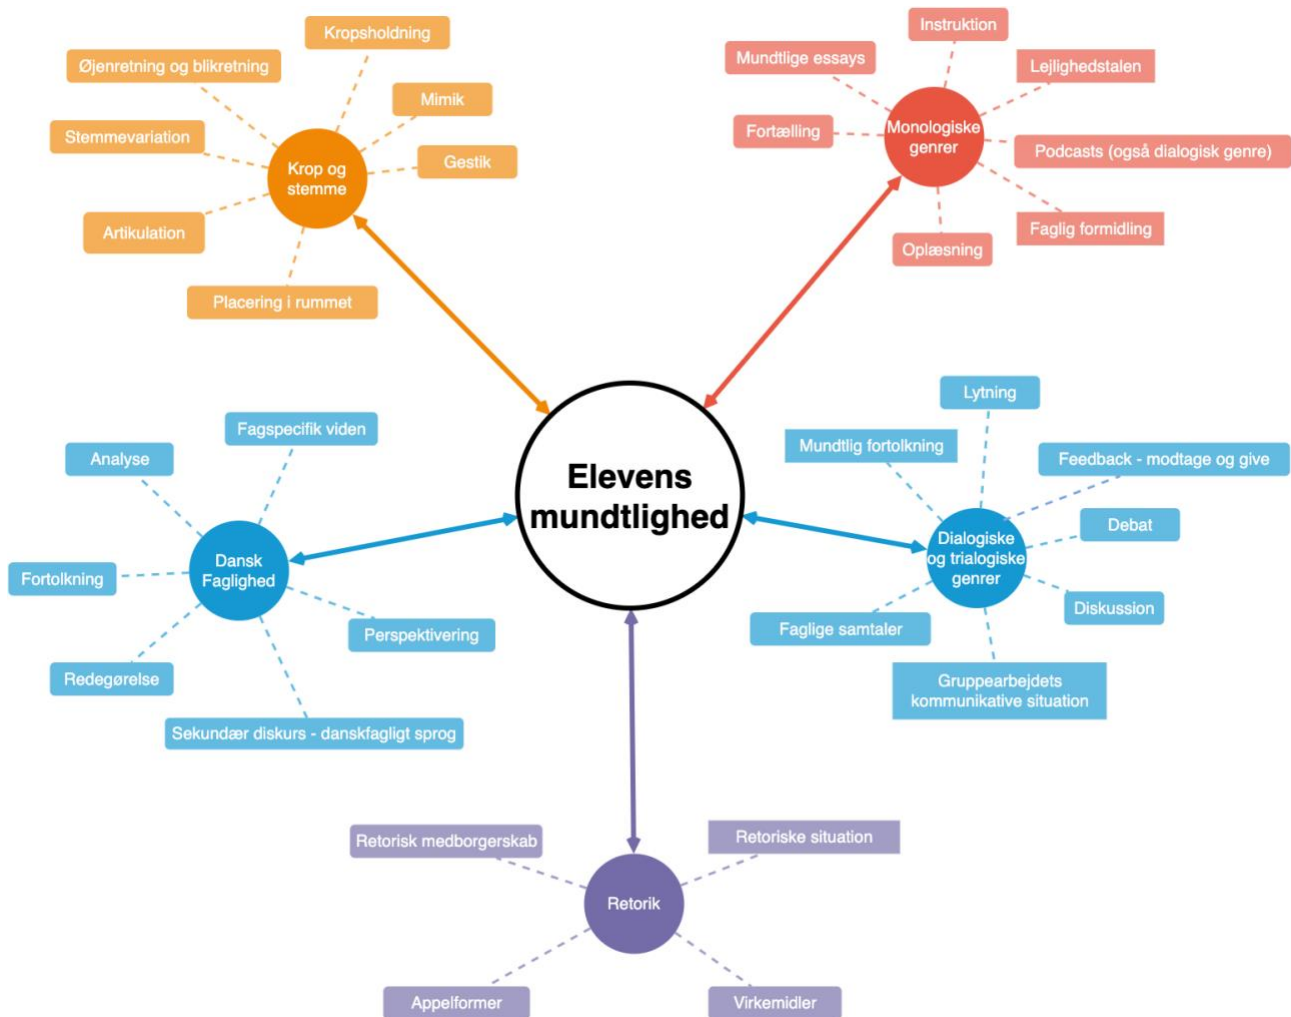 Kropsholdning
Øjenretning og blikretning
Mimik
Stemmevariation
Gestik
Krop og
stemme
Artikulation
Placering i rummet
Instruktion
Mundtlige essays
Lejlighedstalen
Fortælling
Monologiske
genrer
Podcasts (også dialogisk genre)
Faglig formidling
Oplæsning
Elevens
mundtlighed
Fagspecifik viden
Analyse
Dansk
Faglighed
Fortolkning
Perspektivering
Redegørelse
Sekundær diskurs - danskfagligt sprog
Lytning
Mundtlig fortolkning
Feedback - modtage og give
Debat
Dialogiske
og trialogiske
genrer
Diskussion
Faglige samtaler
Gruppearbejdets
kommunikative situation
Retorisk medborgerskab
Retoriske situation
Retorik
Appelformer
Virkemidler